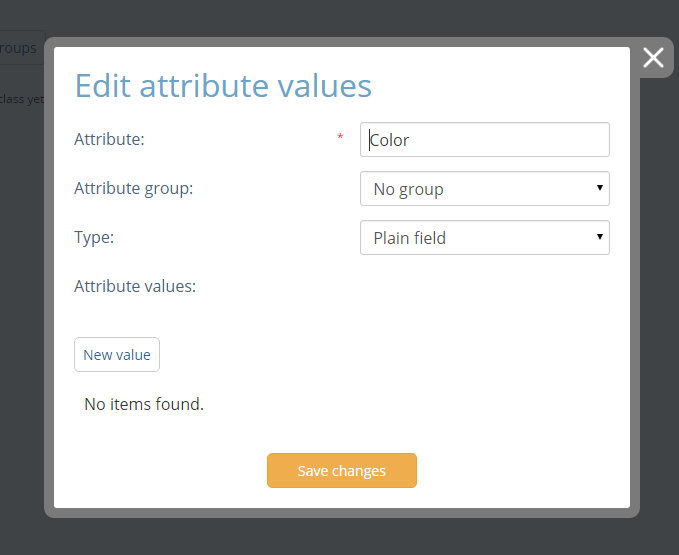 roups
class yet
Edit attribute values
Attribute: * Color
Attribute group: No group
Type: Plain field
Attribute values:
New value
No items found.
Save changes